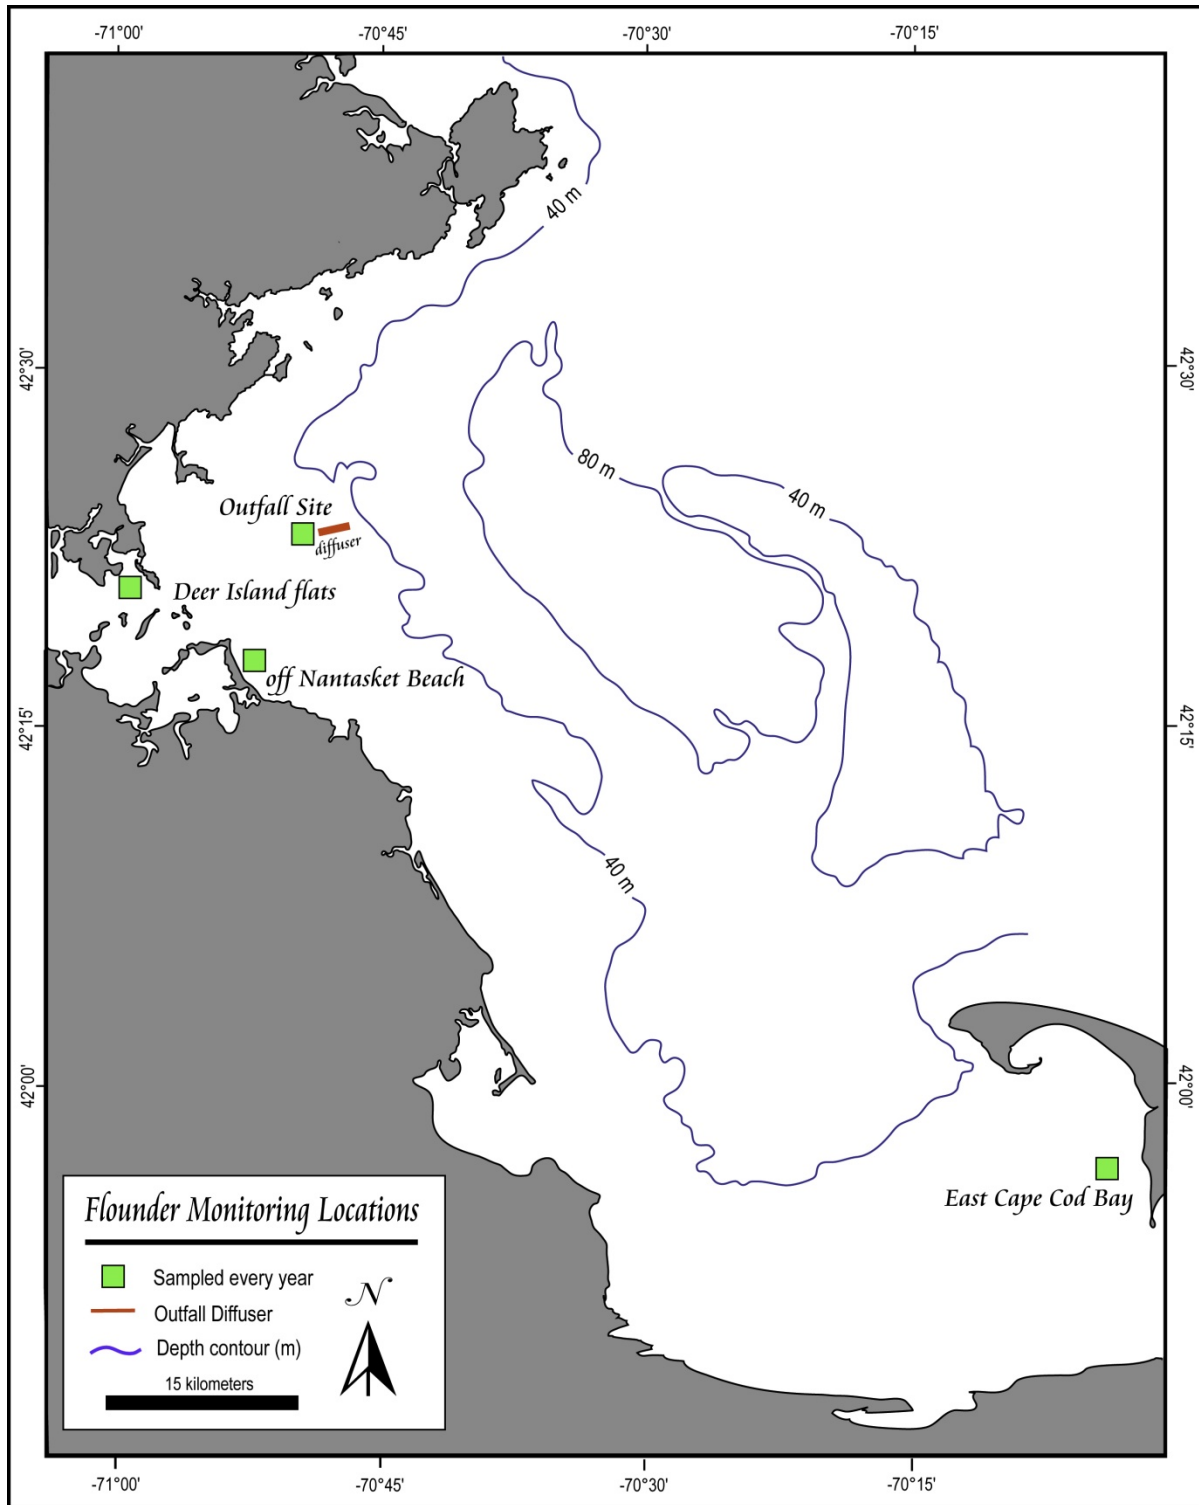 -71°00'
-70°45'
-70°30'
-70°15'
40 m
42°30'
42°30'
80 m
40 m
Outfall Site
diffuser
Deer Island flats
off Nantasket Beach
42°15'
42°15'
40 m
42°00'
42°00'
East Cape Cod Bay
Flounder Monitoring Locations
Sampled every year
N
Outfall Diffuser
Depth contour (m)
15 kilometers
-71°00'
-70°45'
-70°30'
-70°15'